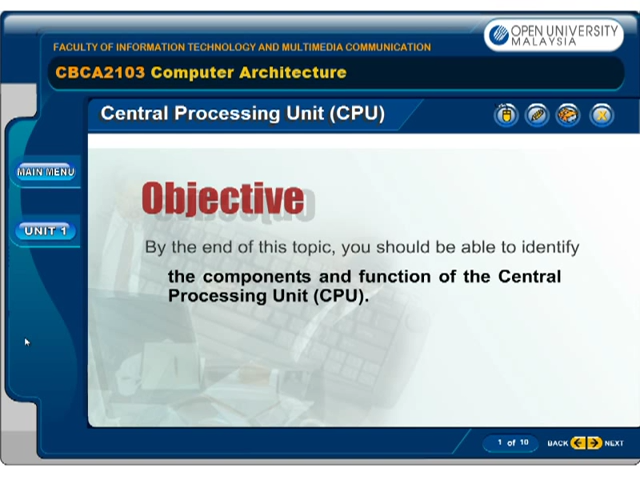 OPEN UNIVERSITY
MALAYSIA
FACULTY OF INFORMATION TECHNOLOGY AND MULTIMEDIA COMMUNICATION
CBCA2103 Computer Architecture
Central Processing Unit (CPU)
MAIN MENU
UNIT 1
Objective
By the end of this topic, you should be able to identify
the components and function of the Central
Processing Unit (CPU).
1 of 10 BACK NEXT